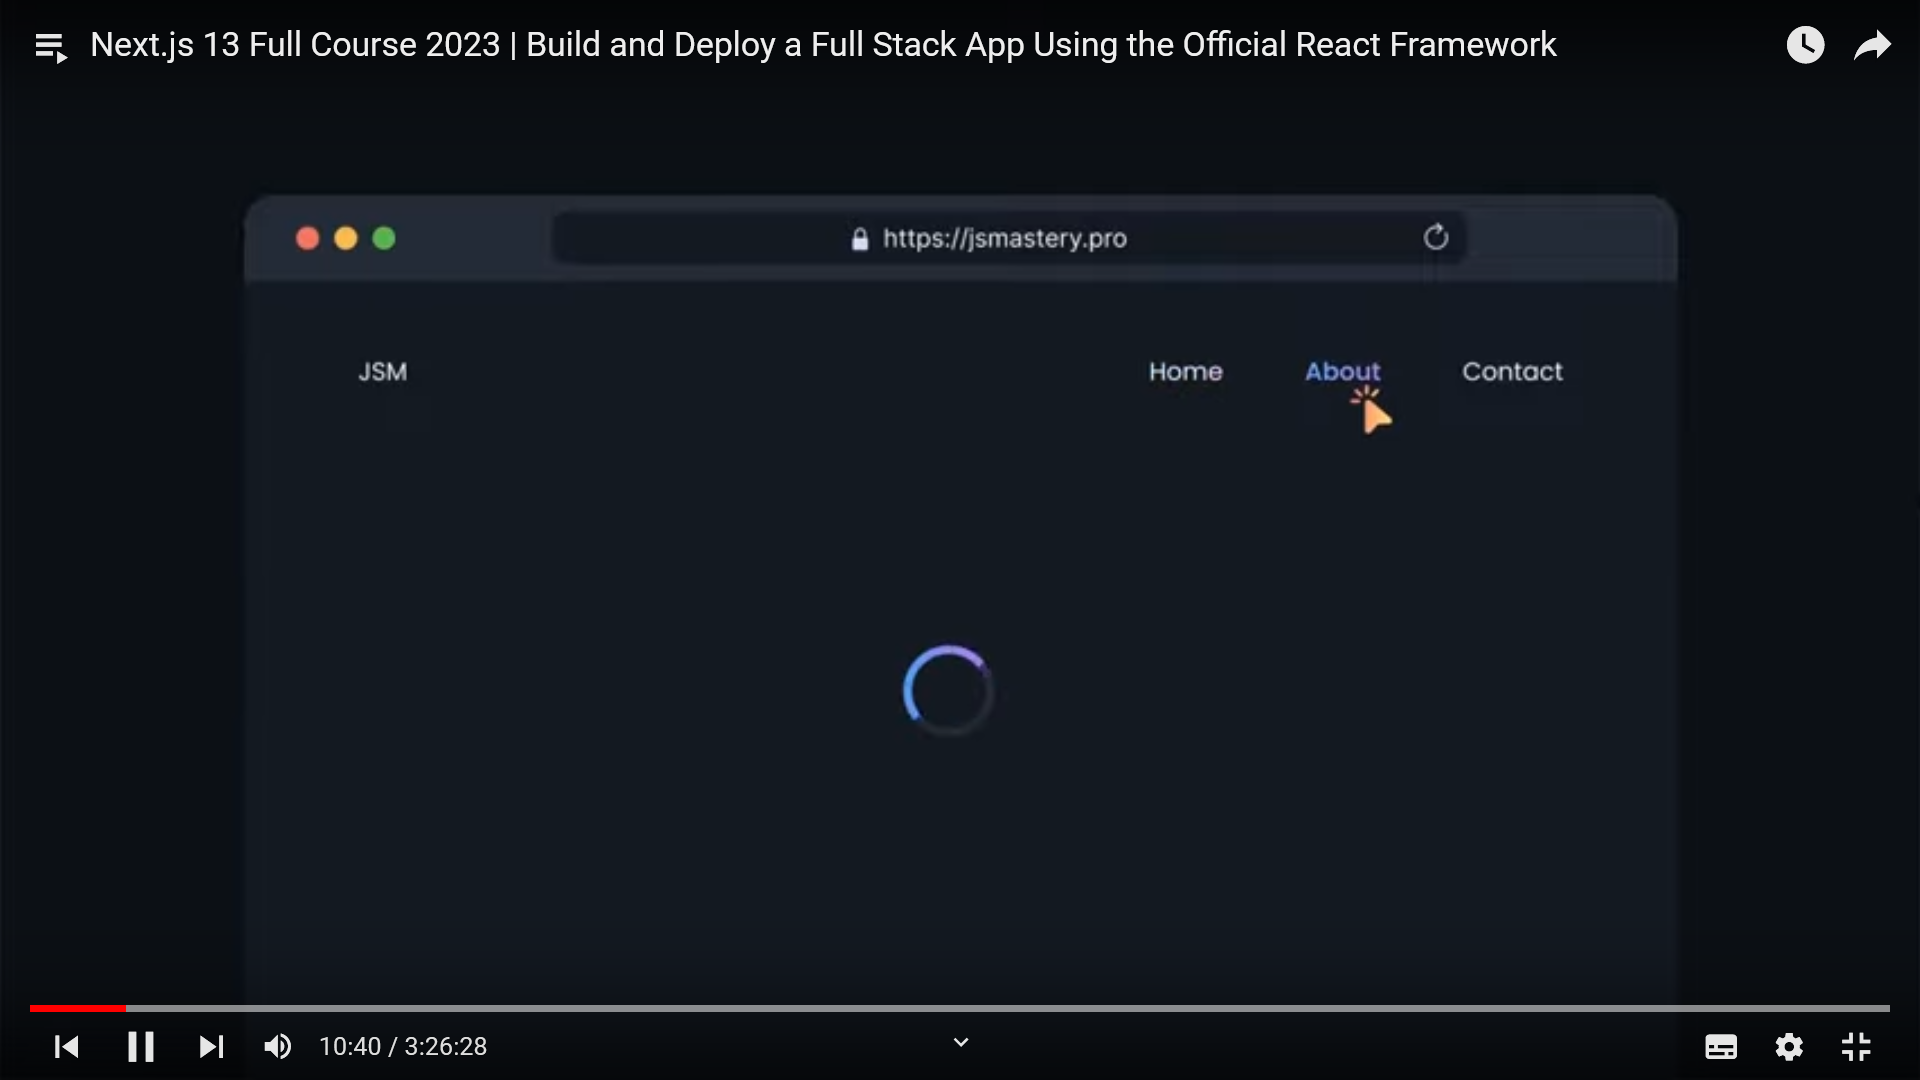 Next.js 13 Full Course 2023 | Build and Deploy a Full Stack App Using the Official React Framework
https://jsmastery.pro
JSM Home About Contact
10:40 / 3:26:28